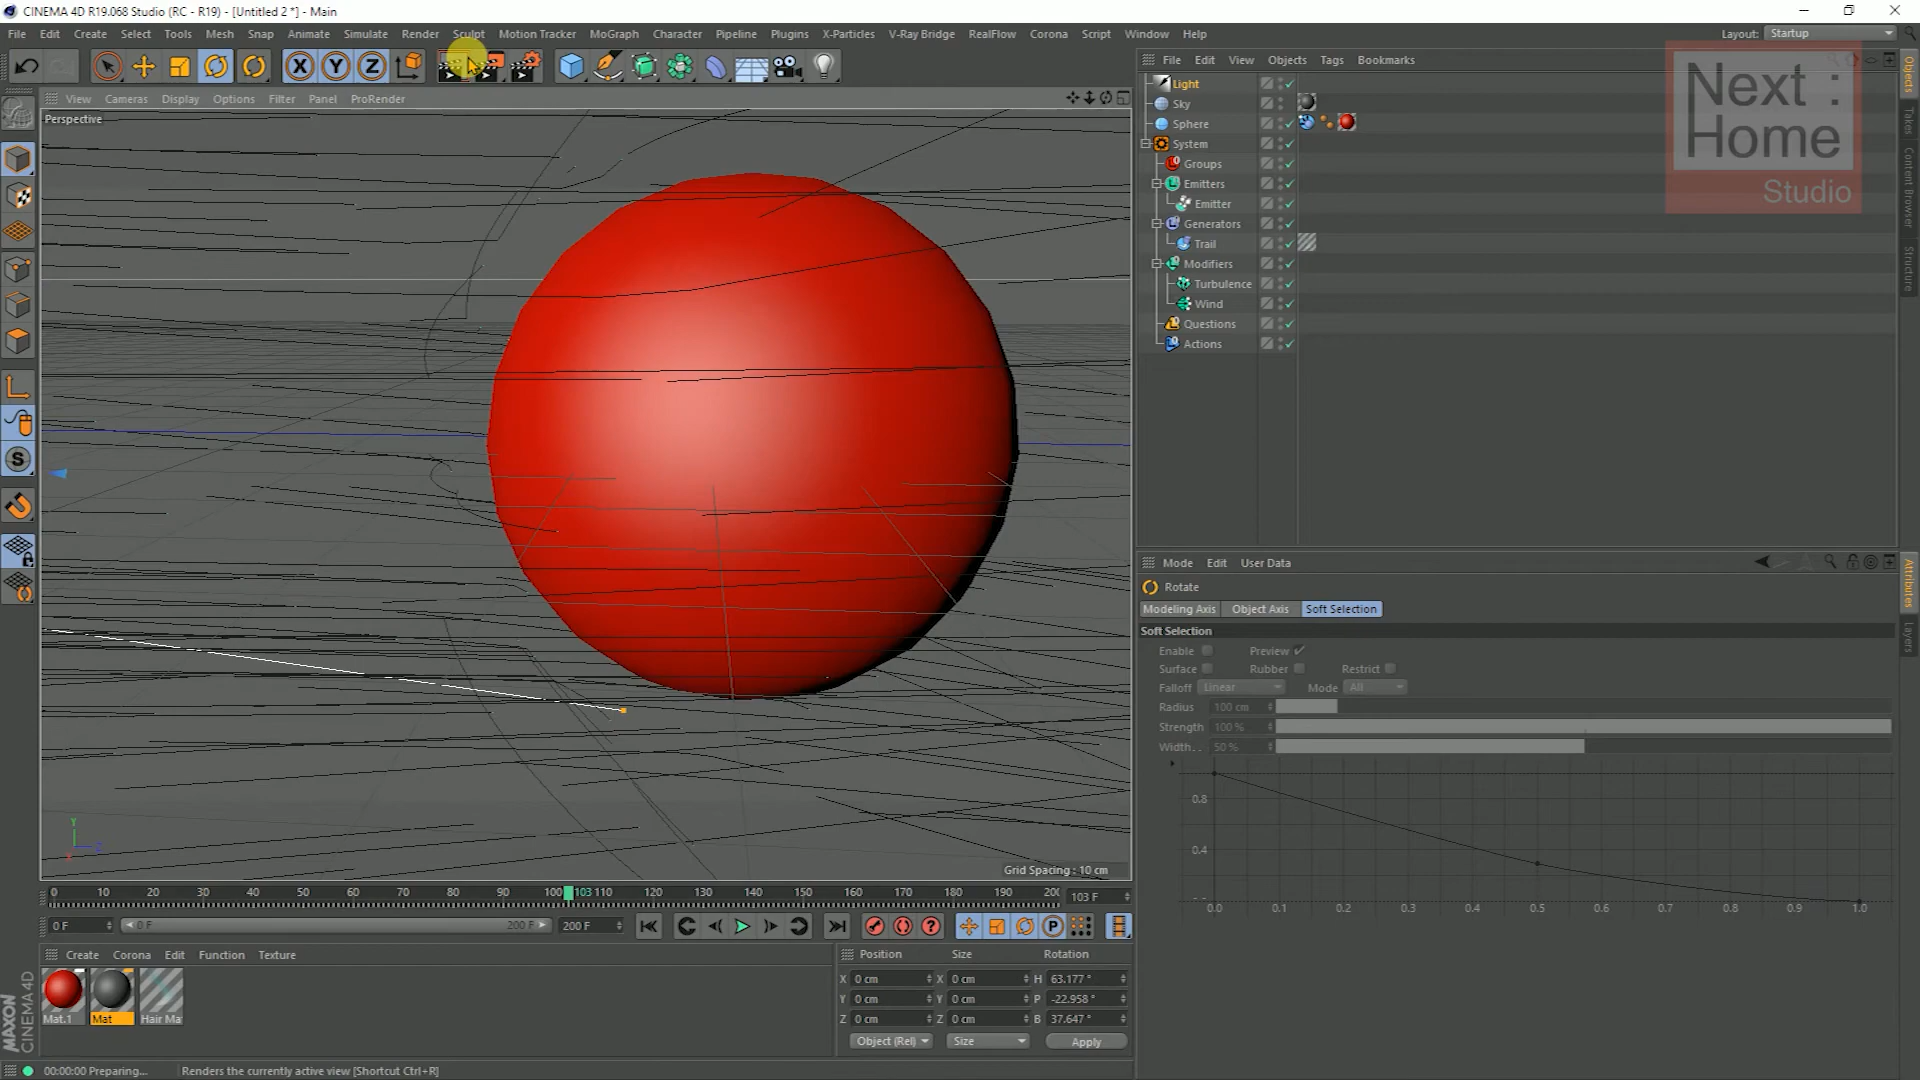 CINEMA 4D R19.068 Studio (RC - R19) - [Untitled 2 *] - Main
File Edit Create Select Tools Mesh Snap Animate Simulate Render Sculpt Motion Tracker MoGraph Character Pipeline Plugins X-Particles V-Ray Bridge RealFlow Corona Script Window Help
Layout: Startup
X Y Z
View Cameras Display Options Filter Panel ProRender
Perspective
Grid Spacing : 10 cm
File Edit View Objects Tags Bookmarks
Light
Sky
Sphere
System
Groups
Emitters
Emitter
Generators
Trail
Modifiers
Turbulence
Wind
Questions
Actions
Next :
Home
Studio
Objects
Takes
Content Browser
Structure
Mode Edit User Data
Rotate
Modeling Axis Object Axis Soft Selection
Soft Selection
Enable Preview
Surface Rubber Restrict
Falloff Linear Mode All
Radius 100 cm
Strength 100 %
Width . . 50 %
0.8
0.4
0.0 0.1 0.2 0.3 0.4 0.5 0.6 0.7 0.8 0.9 1.0
Attributes
Layers
0 10 20 30 40 50 60 70 80 90 100 103 110 120 130 140 150 160 170 180 190 200
103 F
0 F 0 F 200 F 200 F
Create Corona Edit Function Texture
Mat.1 Mat Hair Ma
Position Size Rotation
X 0 cm X 0 cm H 63.177 °
Y 0 cm Y 0 cm P -22.958 °
Z 0 cm Z 0 cm B 37.647 °
Object (Rel) Size Apply
MAXON
CINEMA 4D
00:00:00 Preparing... Renders the currently active view [Shortcut Ctrl+R]